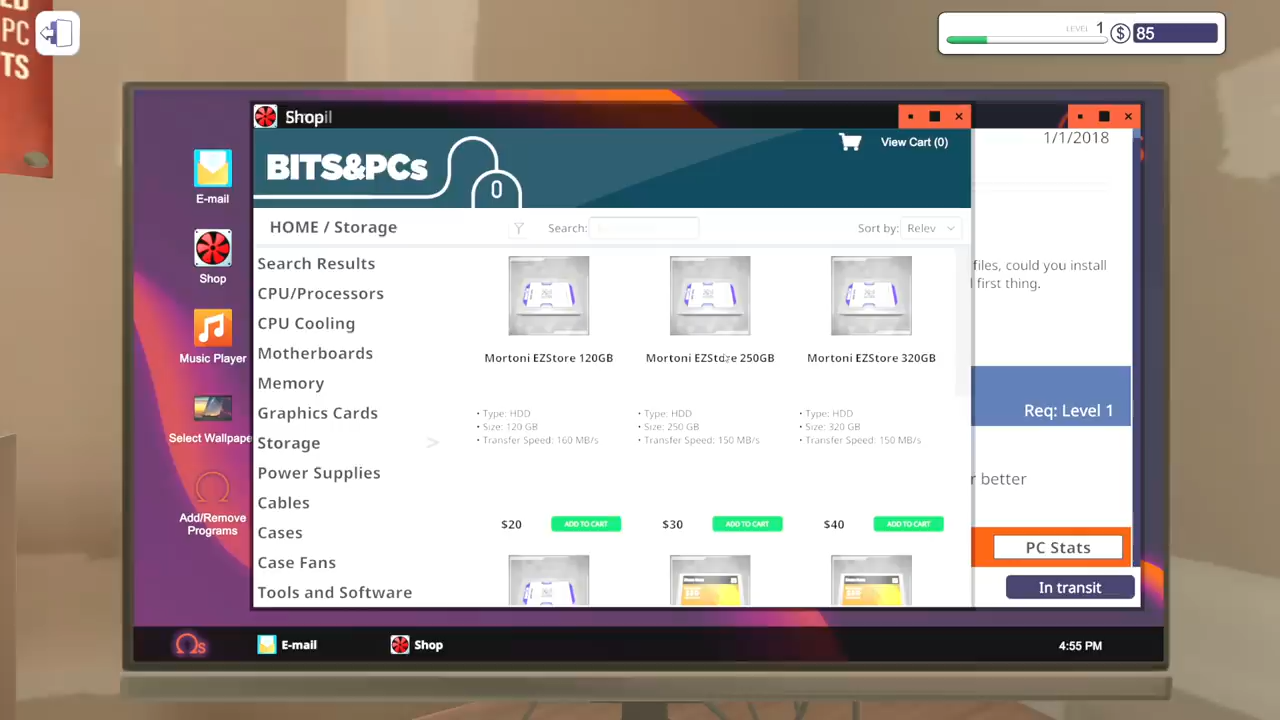 PC
TS
LEVEL 1 $ 85
Shop
BITS&PCs
View Cart (0)
1/1/2018
HOME / Storage
Search:
Sort by: Relev
E-mail
Shop
Music Player
Select Wallpape
Add/Remove
Programs
Search Results
CPU/Processors
CPU Cooling
Motherboards
Memory
Graphics Cards
Storage >
Power Supplies
Cables
Cases
Case Fans
Tools and Software
Mortoni EZStore 120GB
• Type: HDD
• Size: 120 GB
• Transfer Speed: 160 MB/s
$20 ADD TO CART
Mortoni EZStore 250GB
• Type: HDD
• Size: 250 GB
• Transfer Speed: 150 MB/s
$30 ADD TO CART
Mortoni EZStore 320GB
• Type: HDD
• Size: 320 GB
• Transfer Speed: 150 MB/s
$40 ADD TO CART
files, could you install
first thing.
Req: Level 1
better
PC Stats
In transit
Ωs
E-mail
Shop
4:55 PM